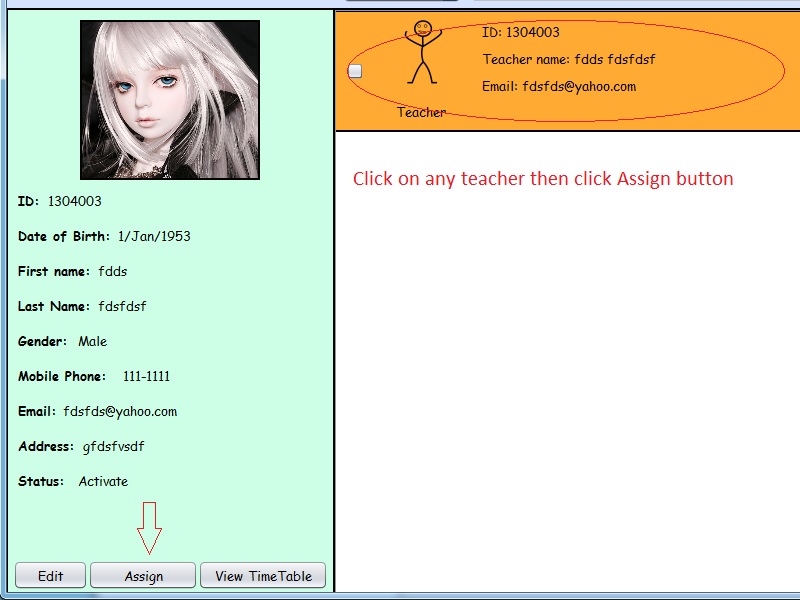 ID: 1304003
Date of Birth: 1/Jan/1953
First name: fdds
Last Name: fdsfdsf
Gender: Male
Mobile Phone: 111-1111
Email: fdsfds@yahoo.com
Address: gfdsfvsdf
Status: Activate
Edit
Assign
View TimeTable
ID: 1304003
Teacher name: fdds fdsfdsf
Email: fdsfds@yahoo.com
Teacher
Click on any teacher then click Assign button